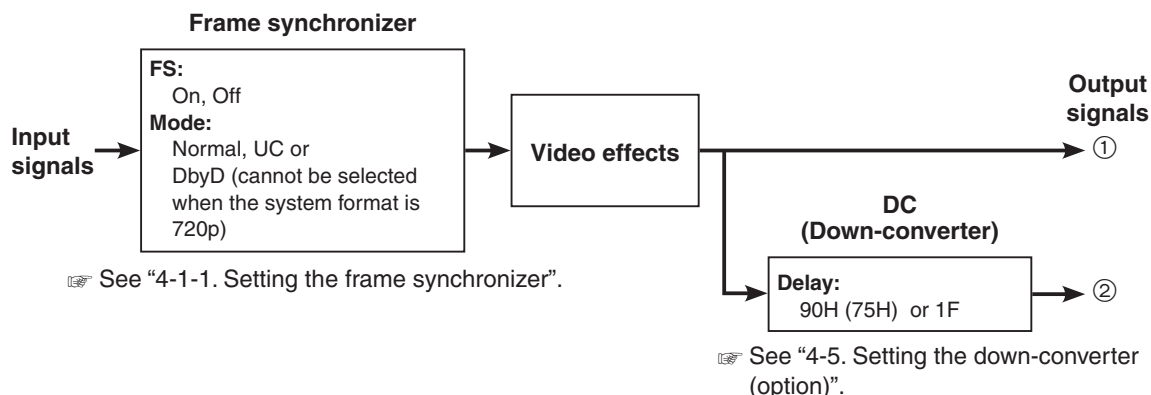 Frame synchronizer
Input
signals
FS:
On, Off
Mode:
Normal, UC or
DbyD (cannot be selected
when the system format is
720p)
☞ See “4-1-1. Setting the frame synchronizer”.
Video effects
Output
signals
①
DC
(Down-converter)
Delay:
90H (75H) or 1F
②
☞ See “4-5. Setting the down-converter
(option)”.